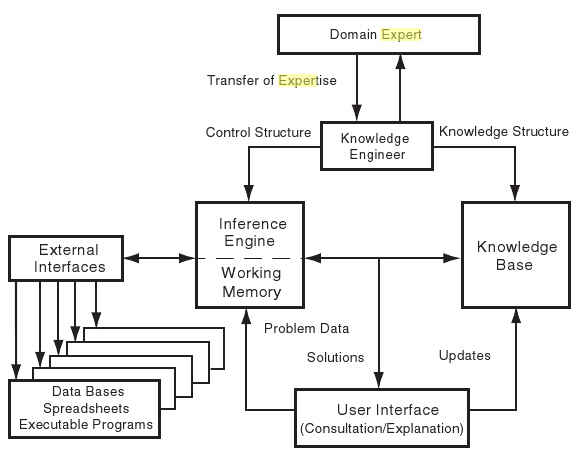 Domain Expert
Transfer of Expertise
Control Structure
Knowledge Structure
Knowledge
Engineer
Inference
Engine
Working
Memory
Knowledge
Base
External
Interfaces
Problem Data
Solutions
Updates
Data Bases
Spreadsheets
Executable Programs
User Interface
(Consultation/Explanation)